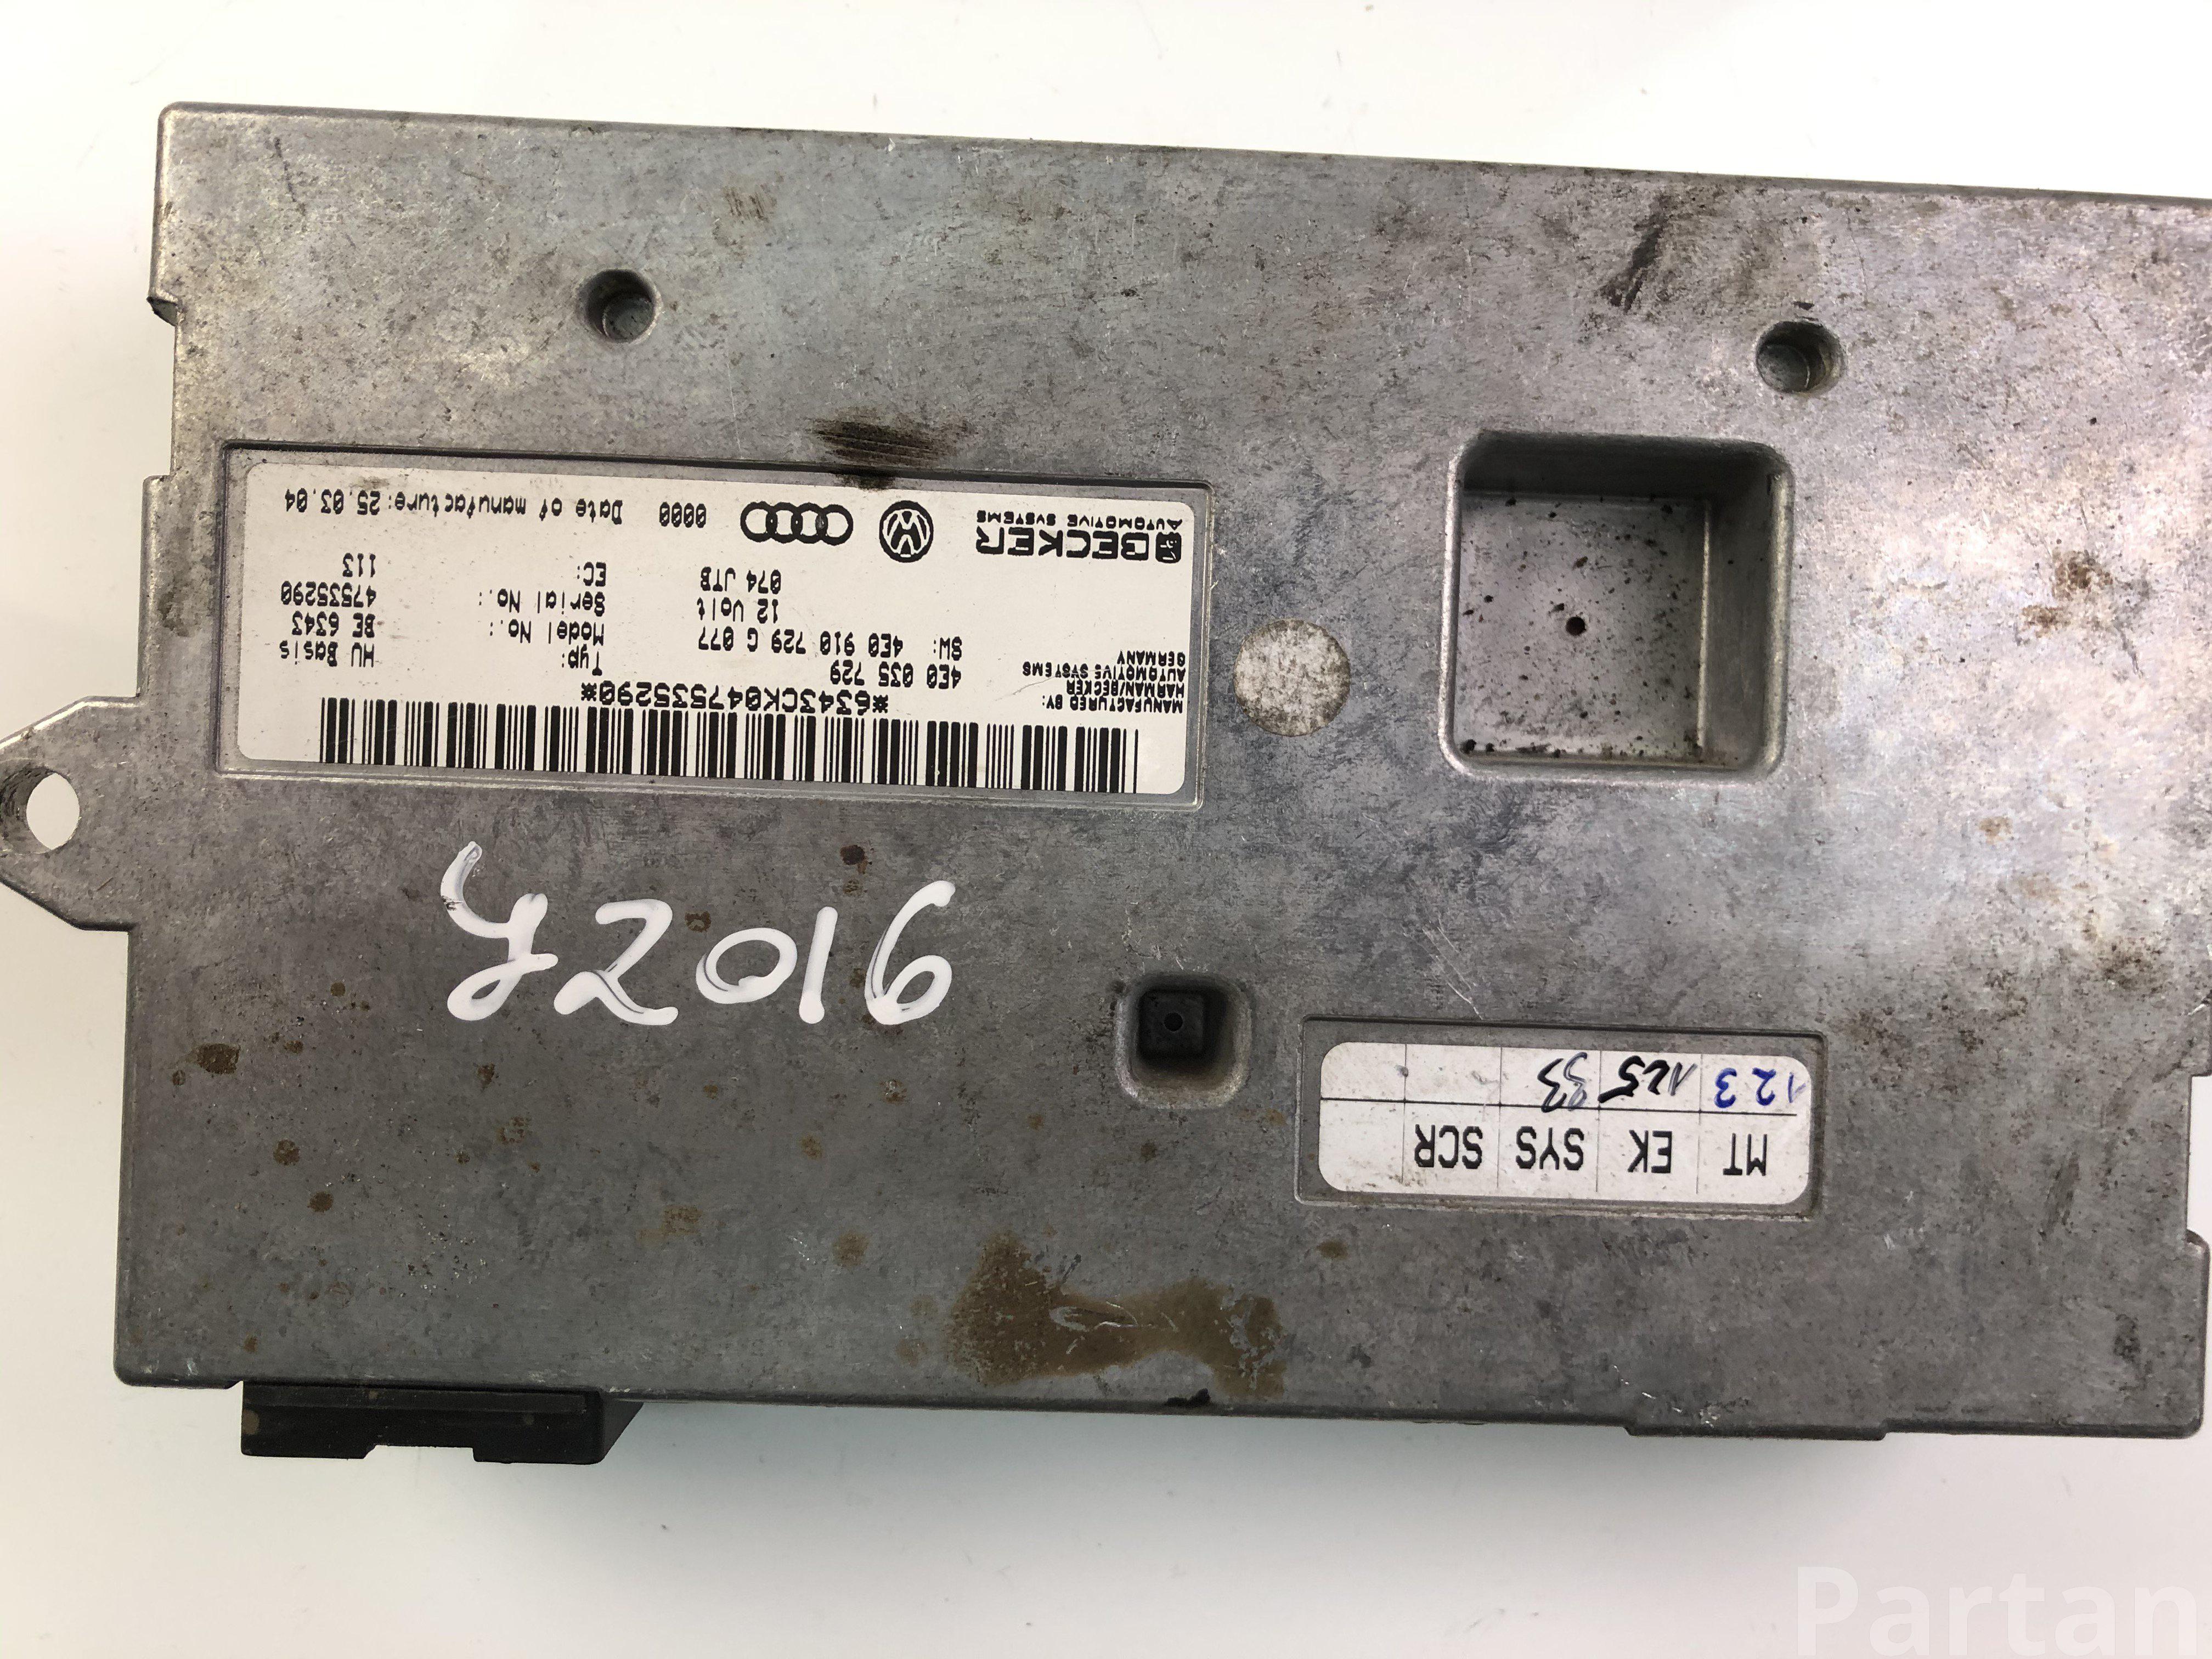 *6343CK047535290*
MANUFACTURED BY:
HARMAN/BECKER
AUTOMOTIVE SYSTEMS
GERMANY
4E0 035 729
SW: 4E0 910 729 G 077
12 Volt
074 JTB
Typ: HU Basis
Model No.: BE 6343
Serial No.: 47535290
EC: 113
BECKER
AUTOMOTIVE SYSTEMS
0000
Date of manufacture: 25.03.04
YZ016
MT EK SYS SCR
123 125 93
Partan